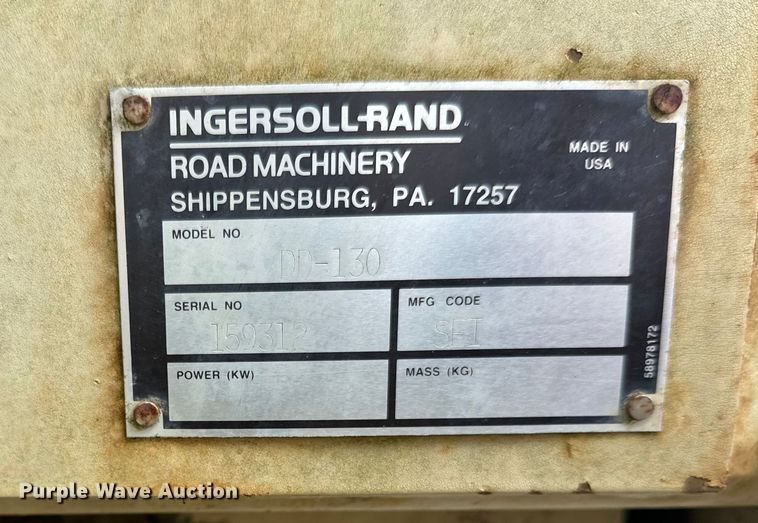 INGERSOLL-RAND
ROAD MACHINERY
SHIPPENSBURG, PA. 17257
MADE IN
USA
MODEL NO
DD-130
SERIAL NO
MFG CODE
POWER (KW)
MASS (KG)
58978172
Purple Wave Auction